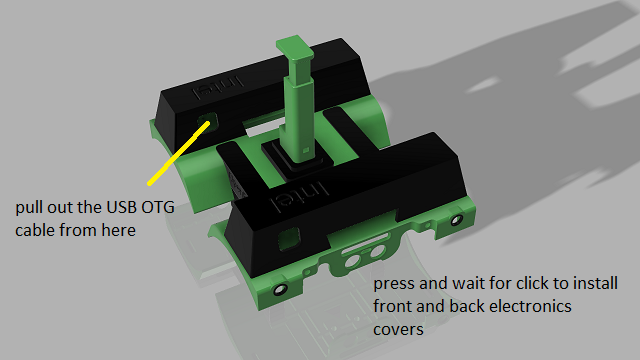 Intel
Intel
pull out the USB OTG
cable from here
press and wait for click to install
front and back electronics
covers